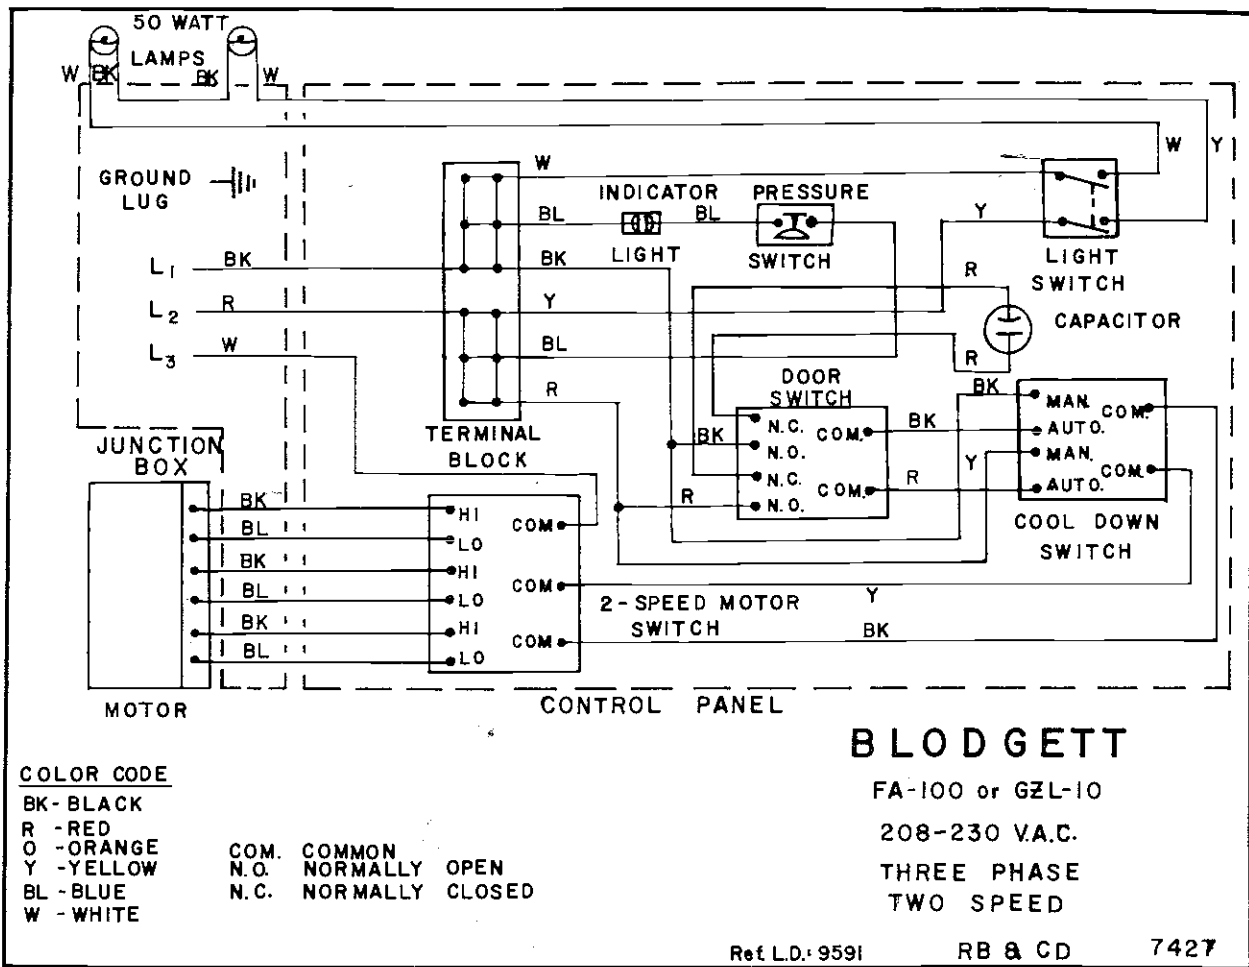 50 WATT
LAMPS
W BK BK W
GROUND
LUG
L1 BK
L2 R
L3 W
W
BL
BK
Y
BL
R
TERMINAL
BLOCK
INDICATOR
LIGHT
BL
PRESSURE
SWITCH
W Y
Y
LIGHT
SWITCH
R
CAPACITOR
R
DOOR
SWITCH
BK
N.C.
N.O.
N.C.
N.O.
COM.
COM.
R
BK
R
BK
Y
MAN.
AUTO.
MAN.
AUTO.
COM.
COM.
COOL DOWN
SWITCH
JUNCTION
BOX
BK
BL
BK
BL
BK
BL
HI
LO
HI
LO
HI
LO
COM
COM
COM
2-SPEED MOTOR
SWITCH
Y
BK
MOTOR
CONTROL PANEL
COLOR CODE
BK-BLACK
R -RED
O -ORANGE
Y -YELLOW
BL-BLUE
W -WHITE
COM. COMMON
N.O. NORMALLY OPEN
N.C. NORMALLY CLOSED
BLODGETT
FA-100 or GZL-10
208-230 V.A.C.
THREE PHASE
TWO SPEED
Ref. L.D.: 9591 RB & CD 7427